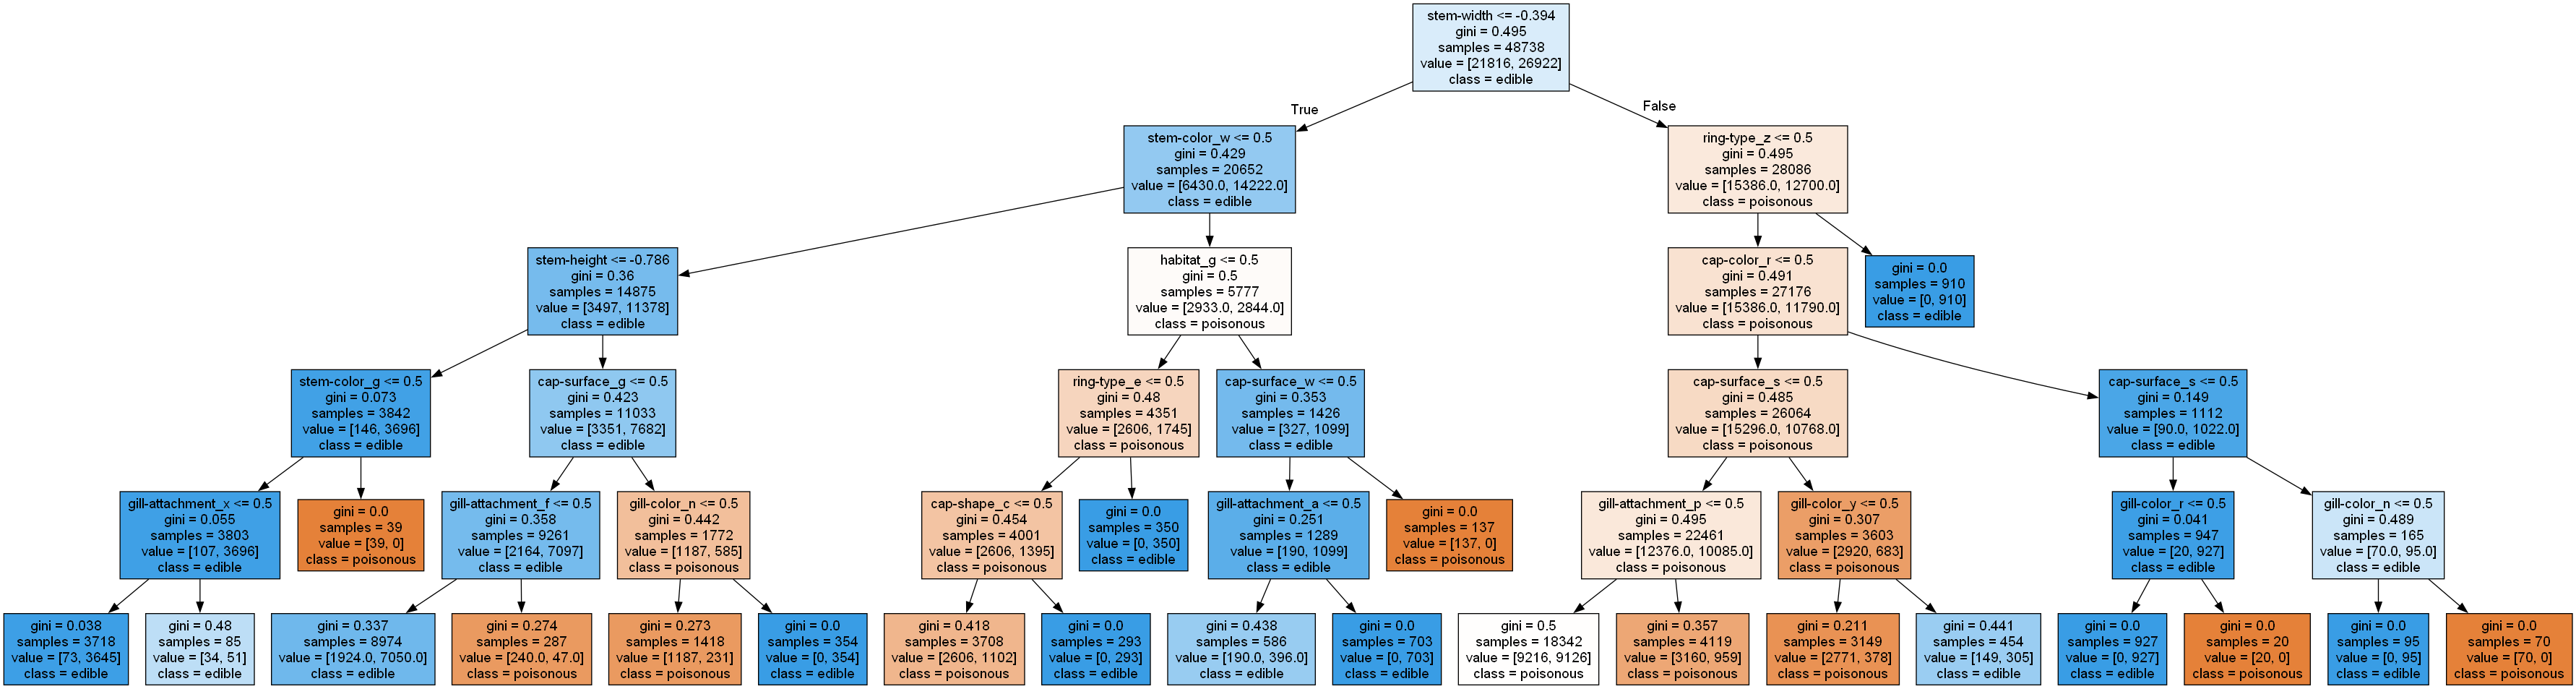 stem-width <= -0.394
gini = 0.495
samples = 48738
value = [21816, 26922]
class = edible
True
False
stem-color_w <= 0.5
gini = 0.429
samples = 20652
value = [6430.0, 14222.0]
class = edible
ring-type_z <= 0.5
gini = 0.495
samples = 28086
value = [15386.0, 12700.0]
class = poisonous
stem-height <= -0.786
gini = 0.36
samples = 14875
value = [3497, 11378]
class = edible
habitat_g <= 0.5
gini = 0.5
samples = 5777
value = [2933.0, 2844.0]
class = poisonous
cap-color_r <= 0.5
gini = 0.491
samples = 27176
value = [15386.0, 11790.0]
class = poisonous
gini = 0.0
samples = 910
value = [0, 910]
class = edible
stem-color_g <= 0.5
gini = 0.073
samples = 3842
value = [146, 3696]
class = edible
cap-surface_g <= 0.5
gini = 0.423
samples = 11033
value = [3351, 7682]
class = edible
ring-type_e <= 0.5
gini = 0.48
samples = 4351
value = [2606, 1745]
class = poisonous
cap-surface_w <= 0.5
gini = 0.353
samples = 1426
value = [327, 1099]
class = edible
cap-surface_s <= 0.5
gini = 0.485
samples = 26064
value = [15296.0, 10768.0]
class = poisonous
cap-surface_s <= 0.5
gini = 0.149
samples = 1112
value = [90.0, 1022.0]
class = edible
gill-attachment_x <= 0.5
gini = 0.055
samples = 3803
value = [107, 3696]
class = edible
gini = 0.0
samples = 39
value = [39, 0]
class = poisonous
gill-attachment_f <= 0.5
gini = 0.358
samples = 9261
value = [2164, 7097]
class = edible
gill-color_n <= 0.5
gini = 0.442
samples = 1772
value = [1187, 585]
class = poisonous
cap-shape_c <= 0.5
gini = 0.454
samples = 4001
value = [2606, 1395]
class = poisonous
gini = 0.0
samples = 350
value = [0, 350]
class = edible
gill-attachment_a <= 0.5
gini = 0.251
samples = 1289
value = [190, 1099]
class = edible
gini = 0.0
samples = 137
value = [137, 0]
class = poisonous
gill-attachment_p <= 0.5
gini = 0.495
samples = 22461
value = [12376.0, 10085.0]
class = poisonous
gill-color_y <= 0.5
gini = 0.307
samples = 3603
value = [2920, 683]
class = poisonous
gill-color_r <= 0.5
gini = 0.041
samples = 947
value = [20, 927]
class = edible
gill-color_n <= 0.5
gini = 0.489
samples = 165
value = [70.0, 95.0]
class = edible
gini = 0.038
samples = 3718
value = [73, 3645]
class = edible
gini = 0.48
samples = 85
value = [34, 51]
class = edible
gini = 0.337
samples = 8974
value = [1924.0, 7050.0]
class = edible
gini = 0.274
samples = 287
value = [240.0, 47.0]
class = poisonous
gini = 0.273
samples = 1418
value = [1187, 231]
class = poisonous
gini = 0.0
samples = 354
value = [0, 354]
class = edible
gini = 0.418
samples = 3708
value = [2606, 1102]
class = poisonous
gini = 0.0
samples = 293
value = [0, 293]
class = edible
gini = 0.438
samples = 586
value = [190.0, 396.0]
class = edible
gini = 0.0
samples = 703
value = [0, 703]
class = edible
gini = 0.5
samples = 18342
value = [9216, 9126]
class = poisonous
gini = 0.357
samples = 4119
value = [3160, 959]
class = poisonous
gini = 0.211
samples = 3149
value = [2771, 378]
class = poisonous
gini = 0.441
samples = 454
value = [149, 305]
class = edible
gini = 0.0
samples = 927
value = [0, 927]
class = edible
gini = 0.0
samples = 20
value = [20, 0]
class = poisonous
gini = 0.0
samples = 95
value = [0, 95]
class = edible
gini = 0.0
samples = 70
value = [70, 0]
class = poisonous